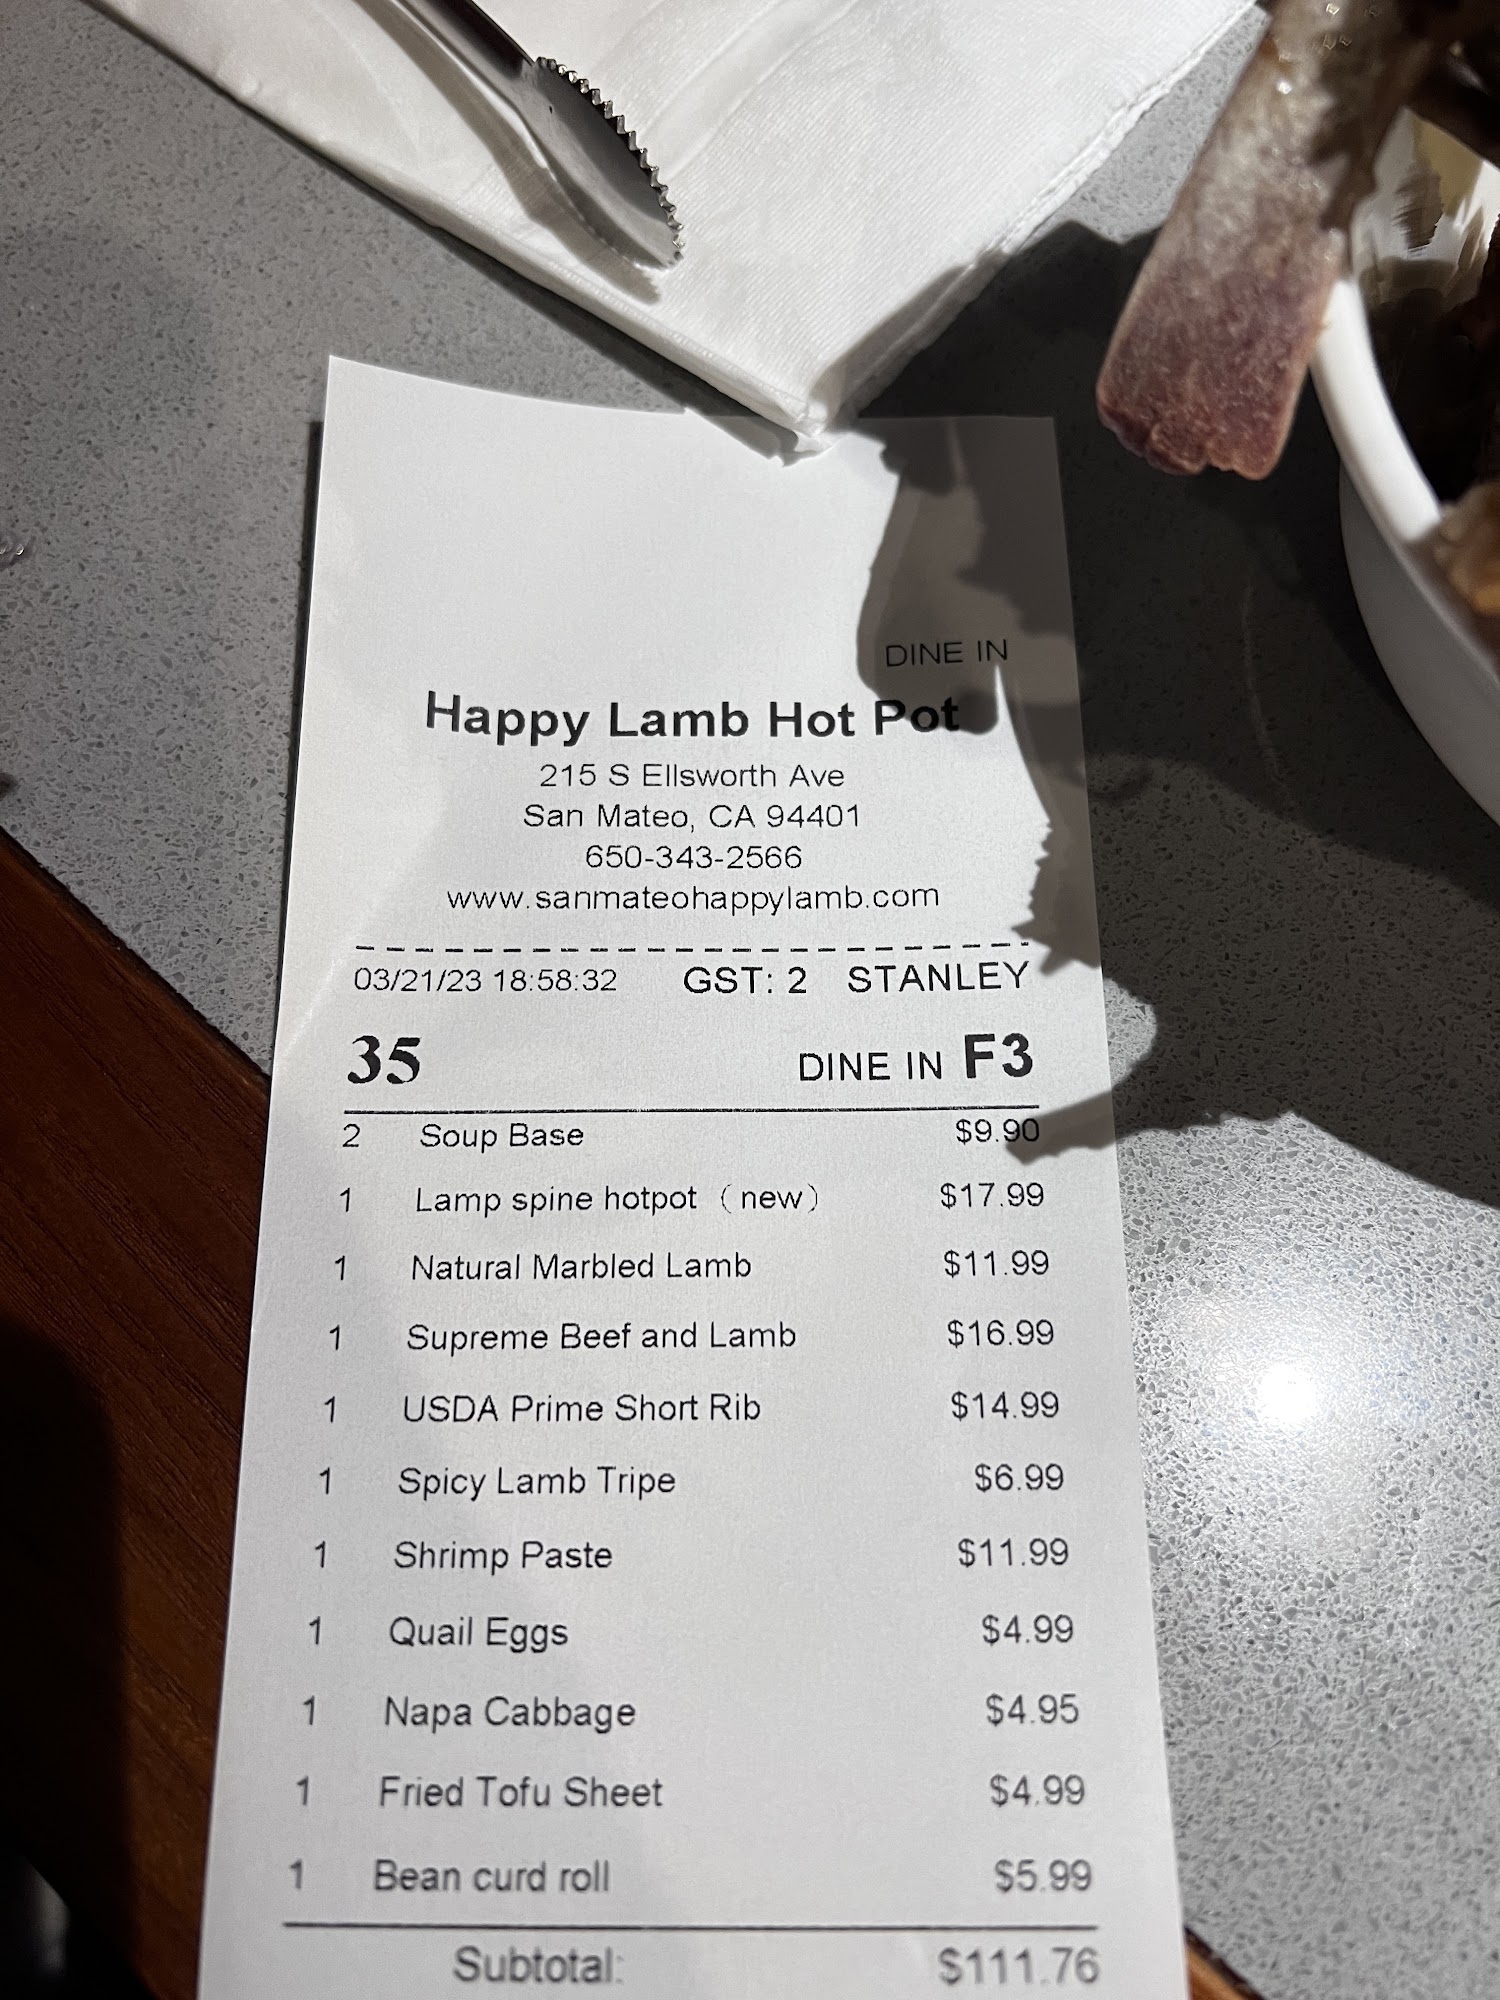 DINE IN
Happy Lamb Hot Pot
215 S Ellsworth Ave
San Mateo, CA 94401
650-343-2566
www.sanmateohappylamb.com
03/21/23 18:58:32 GST: 2 STANLEY
35 DINE IN F3
2 Soup Base $9.90
1 Lamp spine hotpot （new） $17.99
1 Natural Marbled Lamb $11.99
1 Supreme Beef and Lamb $16.99
1 USDA Prime Short Rib $14.99
1 Spicy Lamb Tripe $6.99
1 Shrimp Paste $11.99
1 Quail Eggs $4.99
1 Napa Cabbage $4.95
1 Fried Tofu Sheet $4.99
1 Bean curd roll $5.99
Subtotal: $111.76